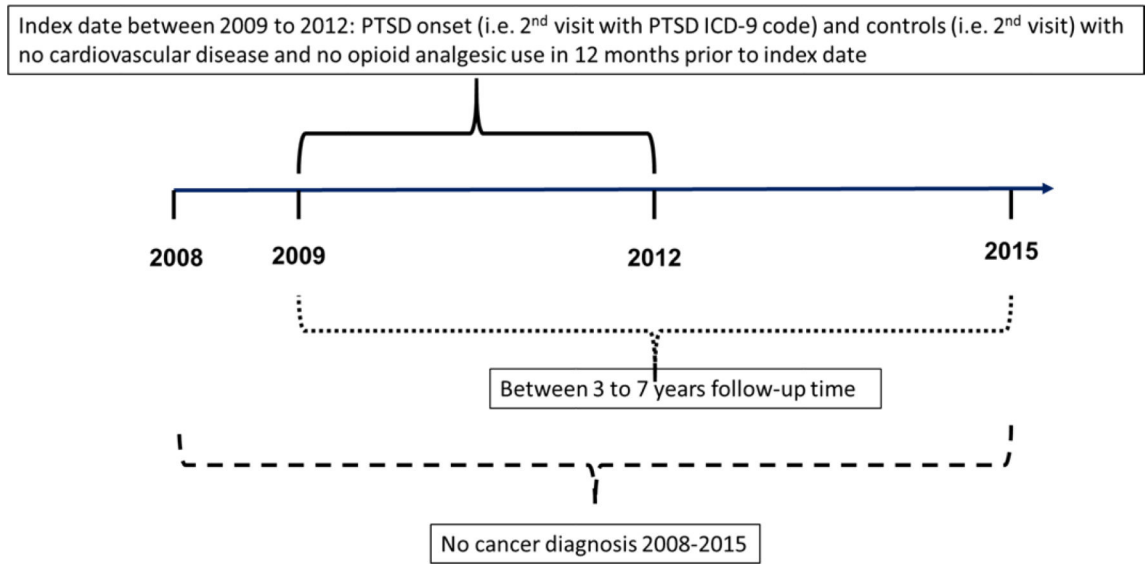 Index date between 2009 to 2012: PTSD onset (i.e. 2nd visit with PTSD ICD-9 code) and controls (i.e. 2nd visit) with
no cardiovascular disease and no opioid analgesic use in 12 months prior to index date
2008 2009 2012 2015
Between 3 to 7 years follow-up time
No cancer diagnosis 2008-2015